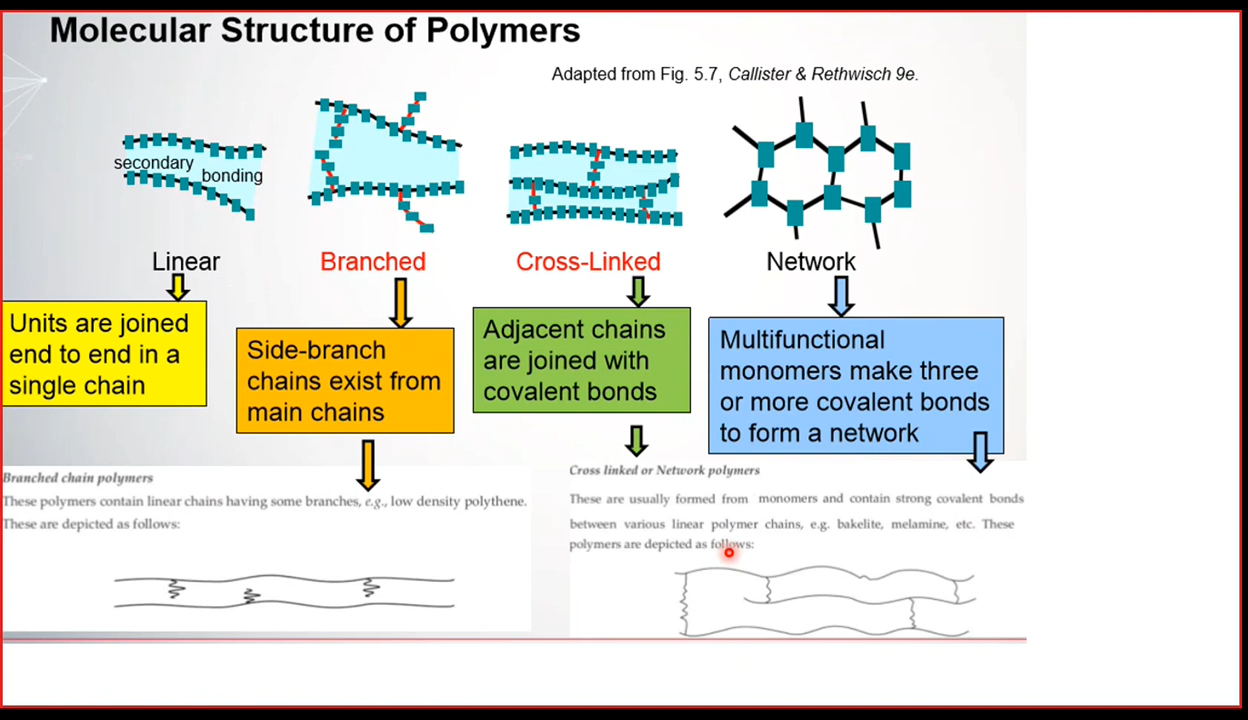 Molecular Structure of Polymers
Adapted from Fig. 5.7, Callister & Rethwisch 9e.
secondary
bonding
Linear
Branched
Cross-Linked
Network
Units are joined
end to end in a
single chain
Side-branch
chains exist from
main chains
Adjacent chains
are joined with
covalent bonds
Multifunctional
monomers make three
or more covalent bonds
to form a network
Branched chain polymers
These polymers contain linear chains having some branches, e.g., low density polythene.
These are depicted as follows:
Cross linked or Network polymers
These are usually formed from monomers and contain strong covalent bonds
between various linear polymer chains, e.g. bakelite, melamine, etc. These
polymers are depicted as follows: